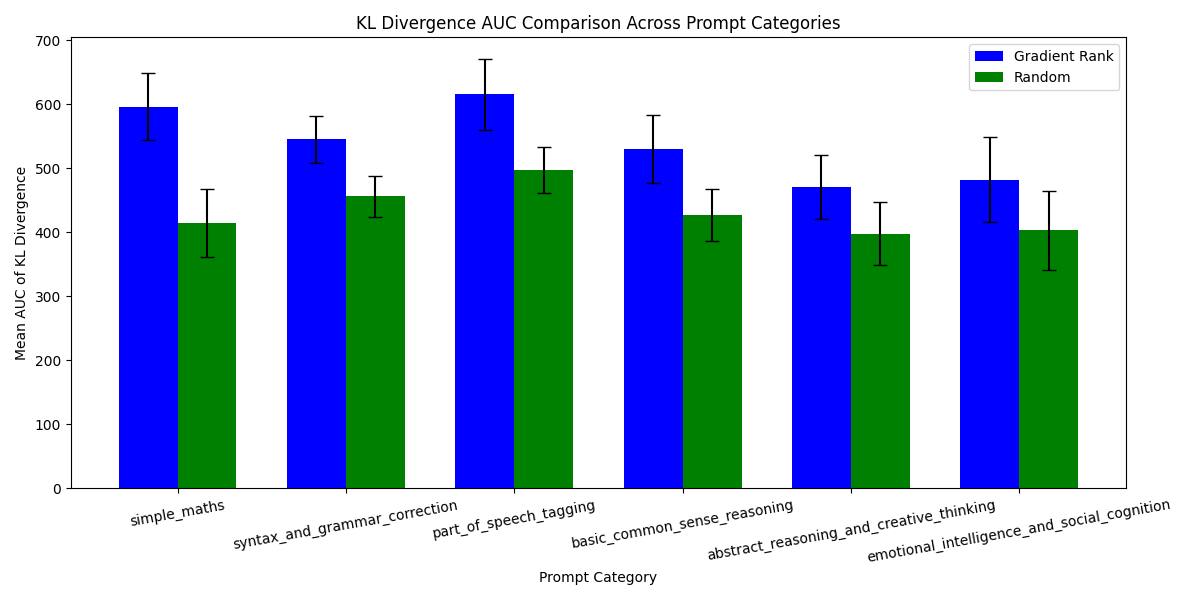 KL Divergence AUC Comparison Across Prompt Categories
Gradient Rank
Random
Mean AUC of KL Divergence
700
600
500
400
300
200
100
0
simple_maths
syntax_and_grammar_correction
part_of_speech_tagging
basic_common_sense_reasoning
abstract_reasoning_and_creative_thinking
emotional_intelligence_and_social_cognition
Prompt Category